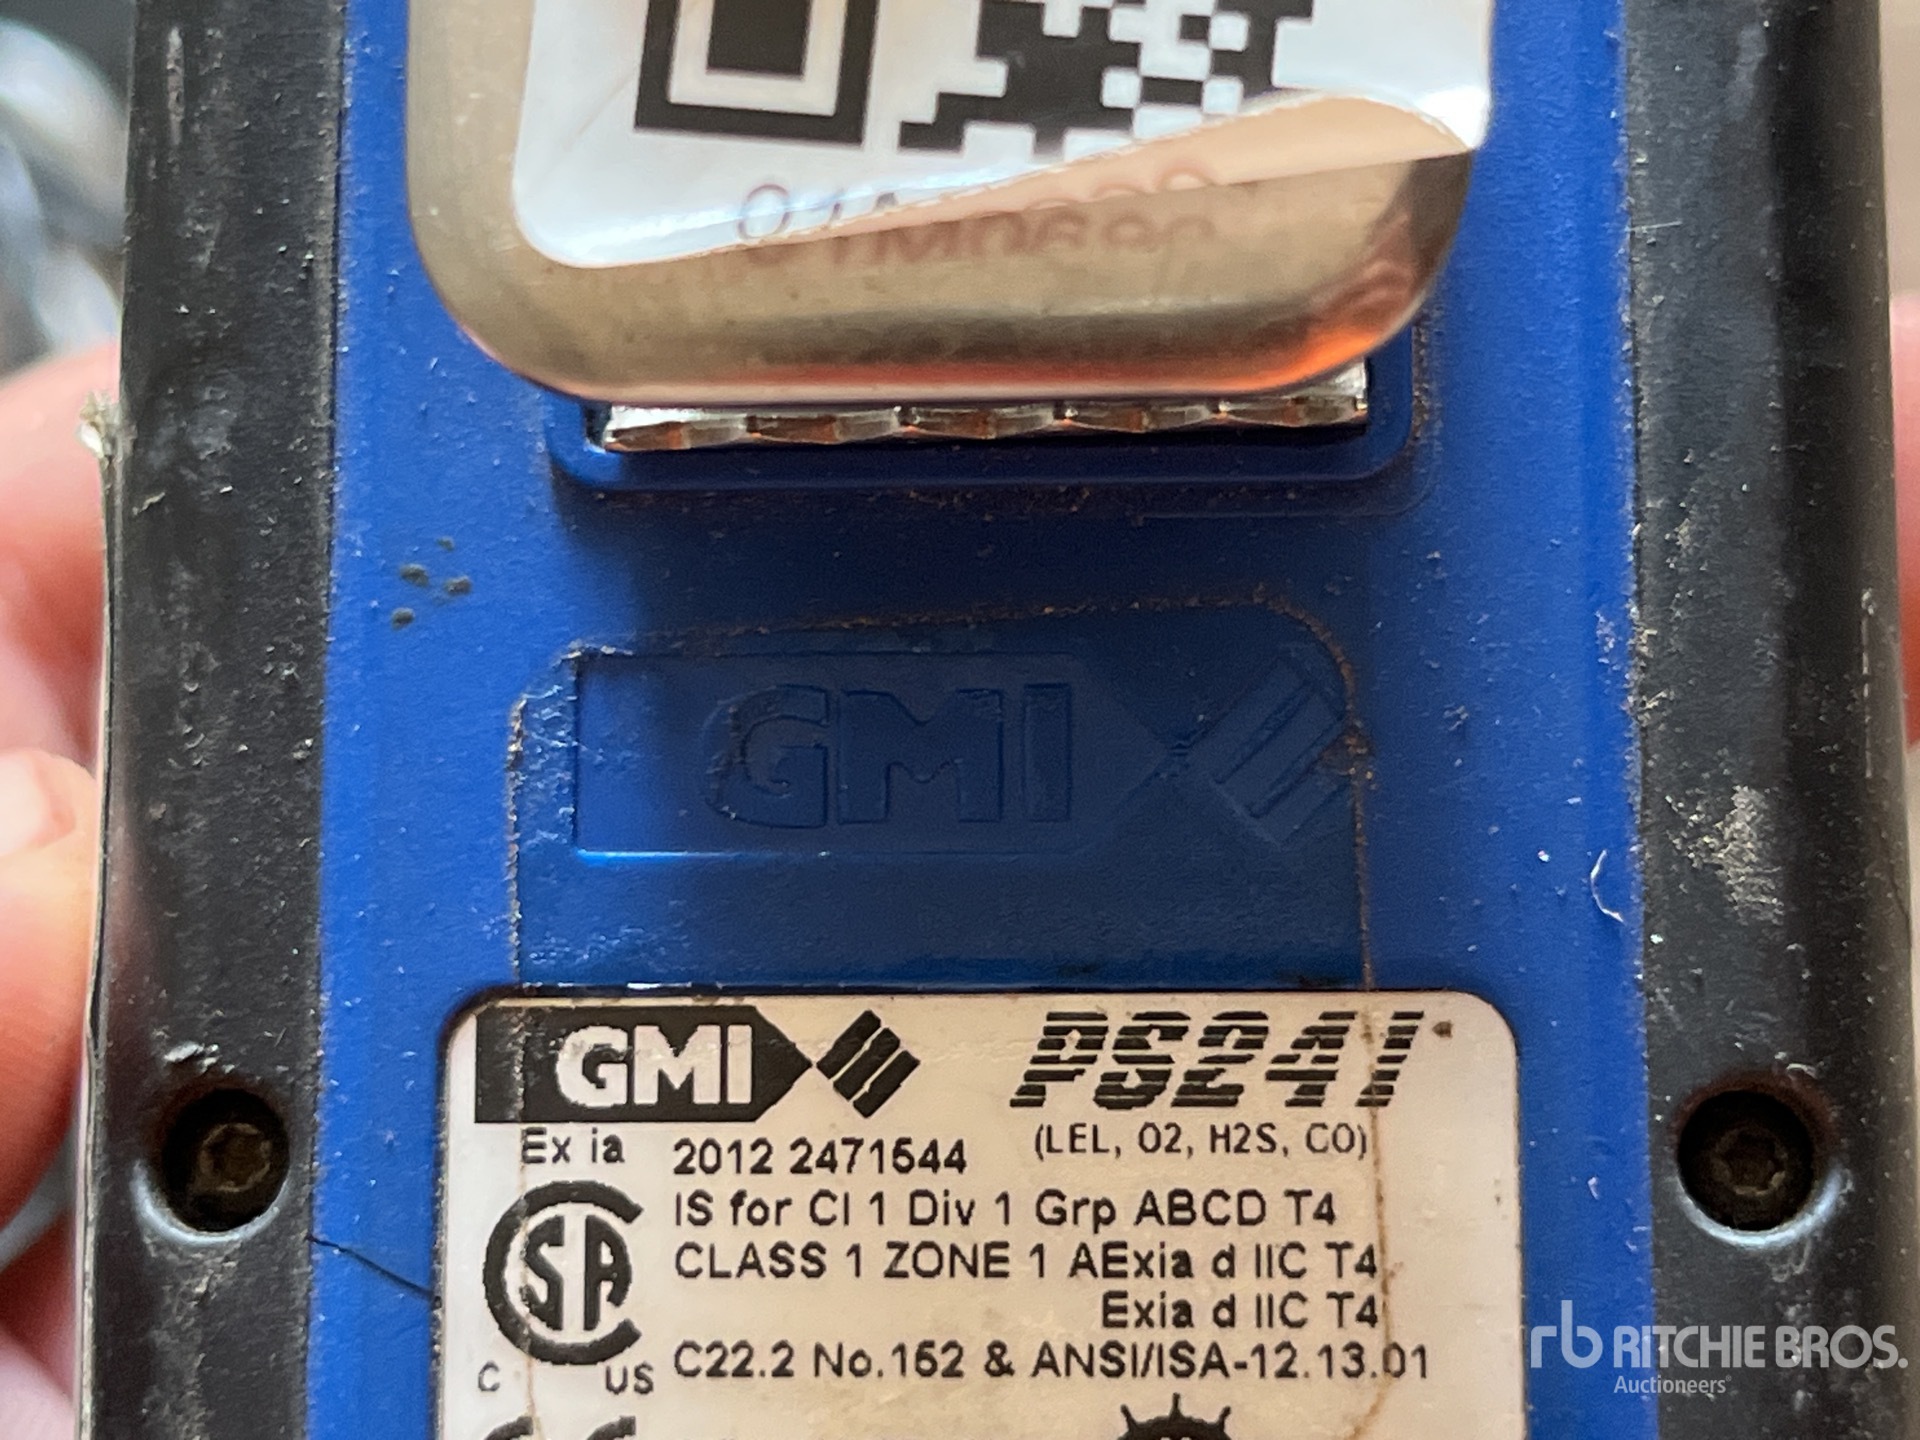 GMI
GMI PS241
Ex ia 2012 2471544 (LEL, O2, H2S, CO)
IS for Cl 1 Div 1 Grp ABCD T4
CLASS 1 ZONE 1 AExia d IIC T4
Exia d IIC T4
C22.2 No.152 & ANSI/ISA-12.13.01
C US
rb RITCHIE BROS.
Auctioneers